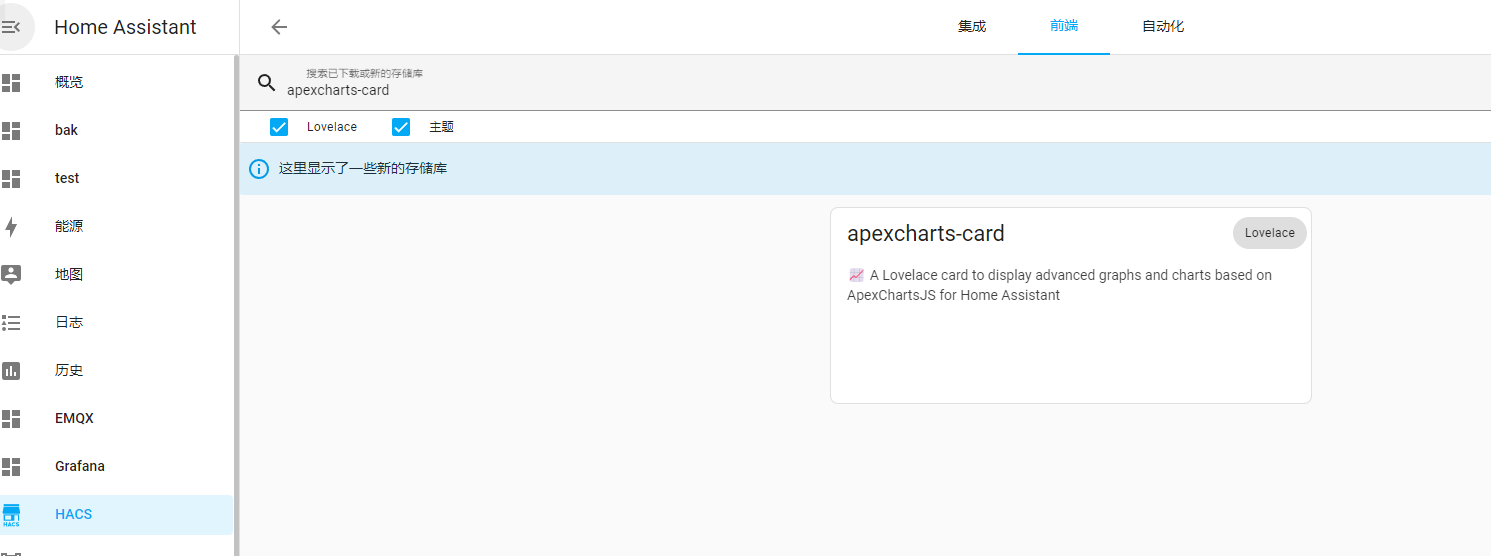 Home Assistant
集成
前端
自动化
概览
bak
test
能源
地图
日志
历史
EMQX
Grafana
HACS
HACS
搜索已下载或新的存储库
apexcharts-card
Lovelace
主题
这里显示了一些新的存储库
apexcharts-card
Lovelace
A Lovelace card to display advanced graphs and charts based on
ApexChartsJS for Home Assistant